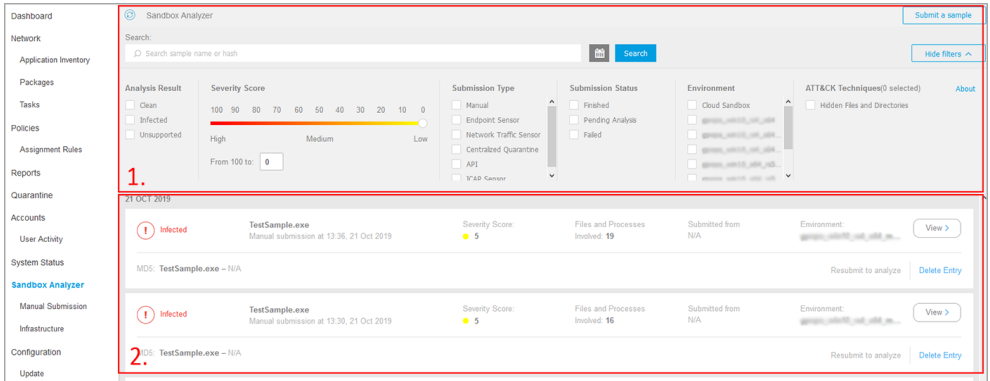 Dashboard
Network
Application Inventory
Packages
Tasks
Policies
Assignment Rules
Reports
Quarantine
Accounts
User Activity
System Status
Sandbox Analyzer
Manual Submission
Infrastructure
Configuration
Update
Sandbox Analyzer
Submit a sample
Search:
Search sample name or hash
Search
Hide filters
Analysis Result
Clean
Infected
Unsupported
Severity Score
100 90 80 70 60 50 40 30 20 10 0
High Medium Low
From 100 to: 0
Submission Type
Manual
Endpoint Sensor
Network Traffic Sensor
Centralized Quarantine
API
ICAP Sensor
Submission Status
Finished
Pending Analysis
Failed
Environment
Cloud Sandbox
ATT&CK Techniques(0 selected) About
Hidden Files and Directories
1.
21 OCT 2019
Infected
TestSample.exe
Manual submission at 13:36, 21 Oct 2019
Severity Score:
5
Files and Processes
Involved: 19
Submitted from
N/A
Environment:
View >
MD5: TestSample.exe – N/A
Resubmit to analyze Delete Entry
Infected
TestSample.exe
Manual submission at 13:30, 21 Oct 2019
Severity Score:
5
Files and Processes
Involved: 16
Submitted from
N/A
Environment:
View >
2.
MD5: TestSample.exe – N/A
Resubmit to analyze Delete Entry